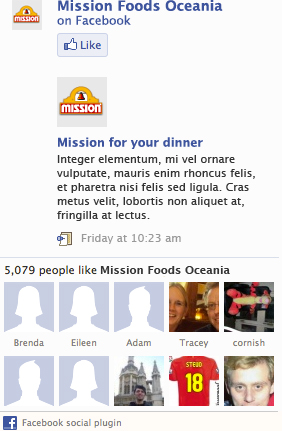 Mission Foods Oceania
on Facebook
MISSION
Like
MISSION
Mission for your dinner
Integer elementum, mi vel ornare
vulputate, mauris enim rhoncus felis,
et pharetra nisi felis sed ligula. Cras
metus velit, lobortis non aliquet at,
fringilla at lectus.
Friday at 10:23 am
5,079 people like Mission Foods Oceania
Brenda Eileen Adam Tracey cornish
18
Facebook social plugin